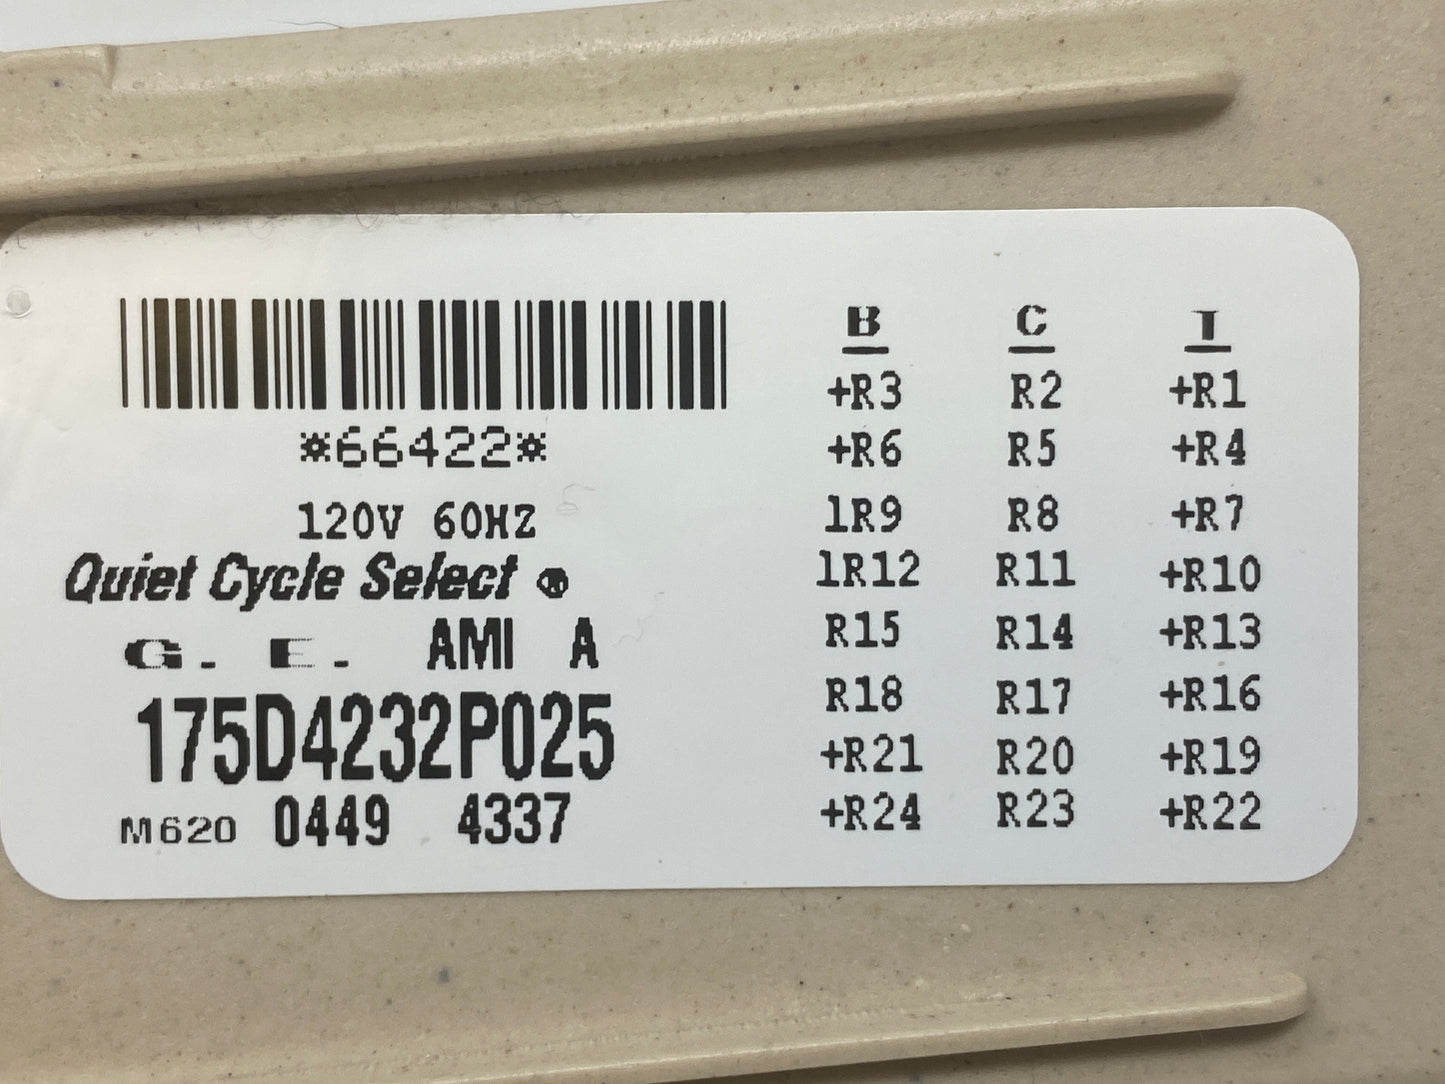 *66422*
120V 60HZ
Quiet Cycle Select ®
G. E. AMI A
175D4232P025
M620 0449 4337
B C T
+R3 R2 +R1
+R6 R5 +R4
1R9 R8 +R7
1R12 R11 +R10
R15 R14 +R13
R18 R17 +R16
+R21 R20 +R19
+R24 R23 +R22